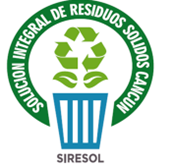 SOLUCION INTEGRAL DE RESIDUOS SOLIDOS CANCUN
SIRESOL